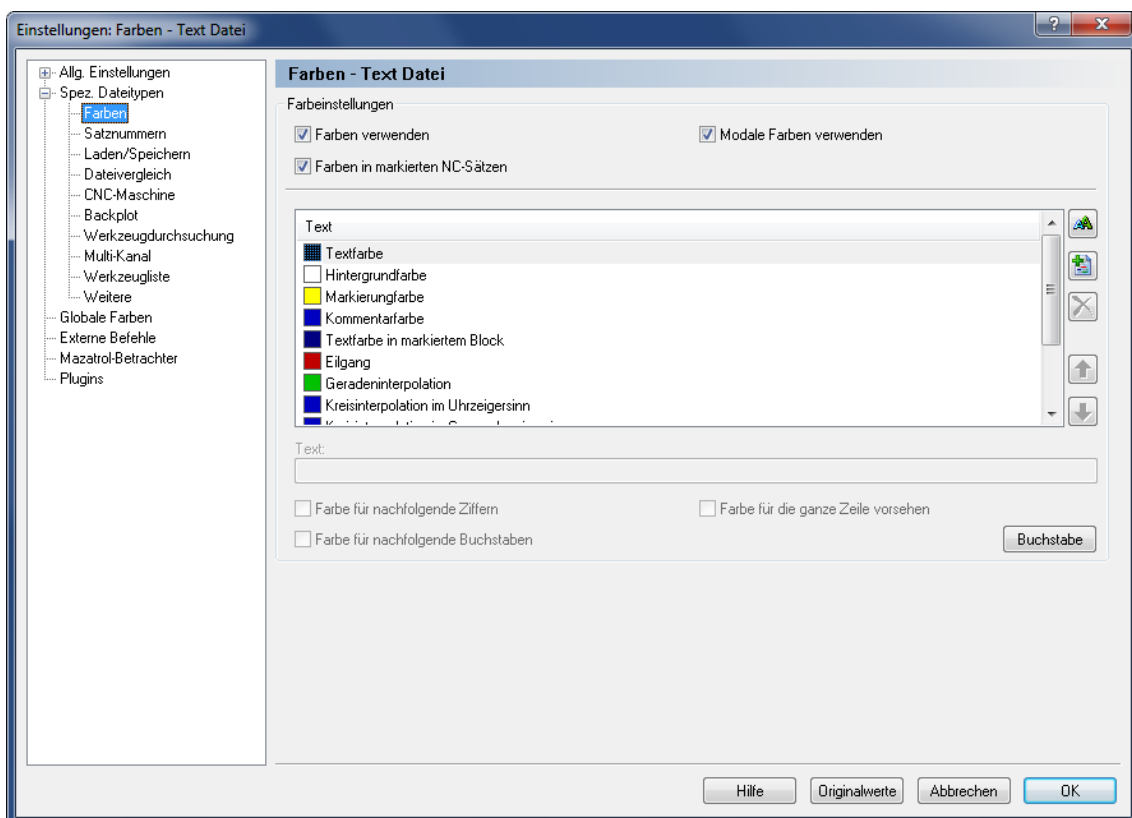 Einstellungen: Farben - Text Datei
Allg. Einstellungen
Spez. Dateitypen
Farben
Satznummern
Laden/Speichern
Dateivergleich
CNC-Maschine
Backplot
Werkzeugdurchsuchung
Multi-Kanal
Werkzeugliste
Weitere
Globale Farben
Externe Befehle
Mazatrol-Betrachter
Plugins
Farben - Text Datei
Farbeinstellungen
Farben verwenden
Modale Farben verwenden
Farben in markierten NC-Sätzen
Text
Textfarbe
Hintergrundfarbe
Markierungfarbe
Kommentarfarbe
Textfarbe in markiertem Block
Eilgang
Geradeninterpolation
Kreisinterpolation im Uhrzeigersinn
Text:
Farbe für nachfolgende Ziffern
Farbe für die ganze Zeile vorsehen
Farbe für nachfolgende Buchstaben
Buchstabe
Hilfe
Originalwerte
Abbrechen
OK